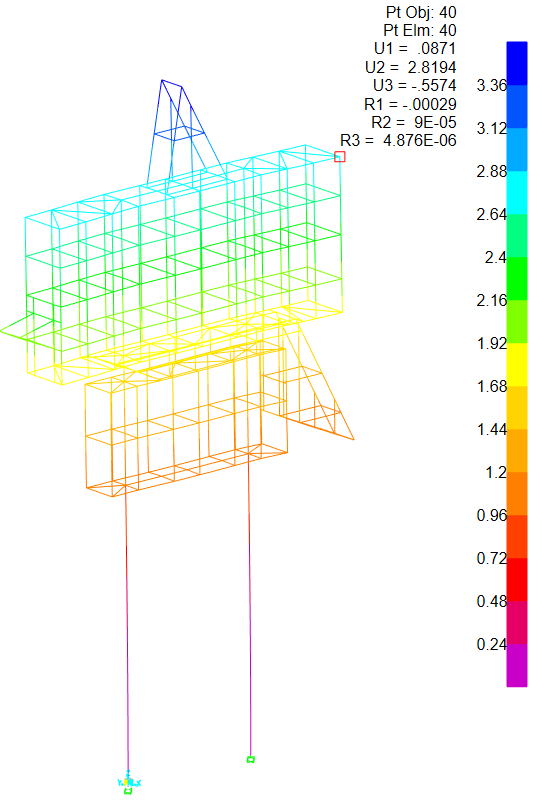 Pt Obj: 40
Pt Elm: 40
U1 = .0871
U2 = 2.8194
U3 = -.5574
R1 = -.00029
R2 = 9E-05
R3 = 4.876E-06
3.36
3.12
2.88
2.64
2.4
2.16
1.92
1.68
1.44
1.2
0.96
0.72
0.48
0.24